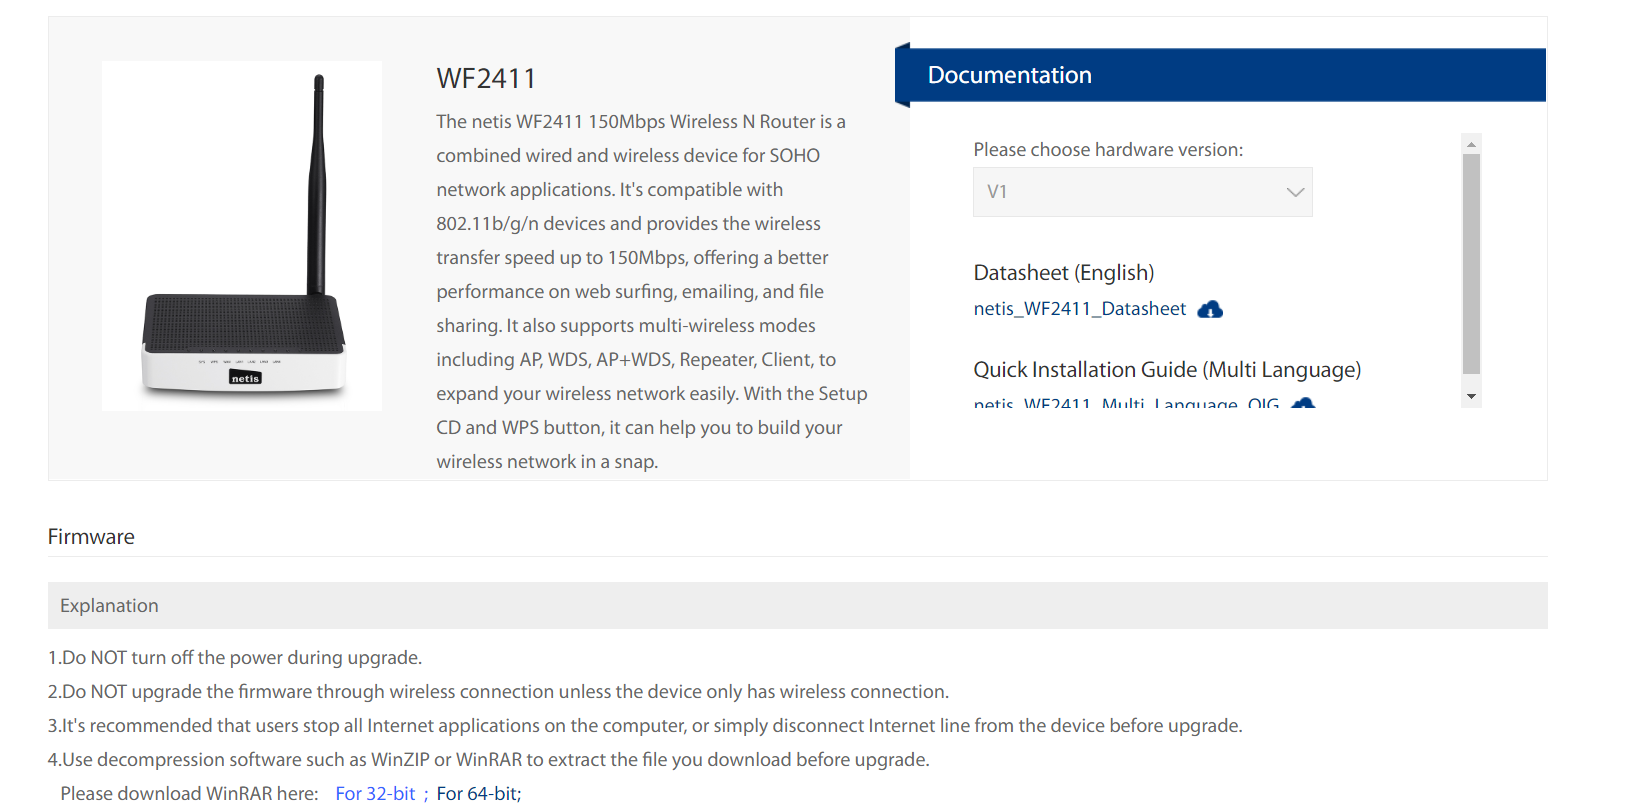 WF2411
The netis WF2411 150Mbps Wireless N Router is a
combined wired and wireless device for SOHO
network applications. It's compatible with
802.11b/g/n devices and provides the wireless
transfer speed up to 150Mbps, offering a better
performance on web surfing, emailing, and file
sharing. It also supports multi-wireless modes
including AP, WDS, AP+WDS, Repeater, Client, to
expand your wireless network easily. With the Setup
CD and WPS button, it can help you to build your
wireless network in a snap.
netis
Documentation
Please choose hardware version:
V1
Datasheet (English)
netis_WF2411_Datasheet
Quick Installation Guide (Multi Language)
netis_WF2411_Multi_Language_QIG
Firmware
Explanation
1.Do NOT turn off the power during upgrade.
2.Do NOT upgrade the firmware through wireless connection unless the device only has wireless connection.
3.It's recommended that users stop all Internet applications on the computer, or simply disconnect Internet line from the device before upgrade.
4.Use decompression software such as WinZIP or WinRAR to extract the file you download before upgrade.
Please download WinRAR here: For 32-bit ; For 64-bit;